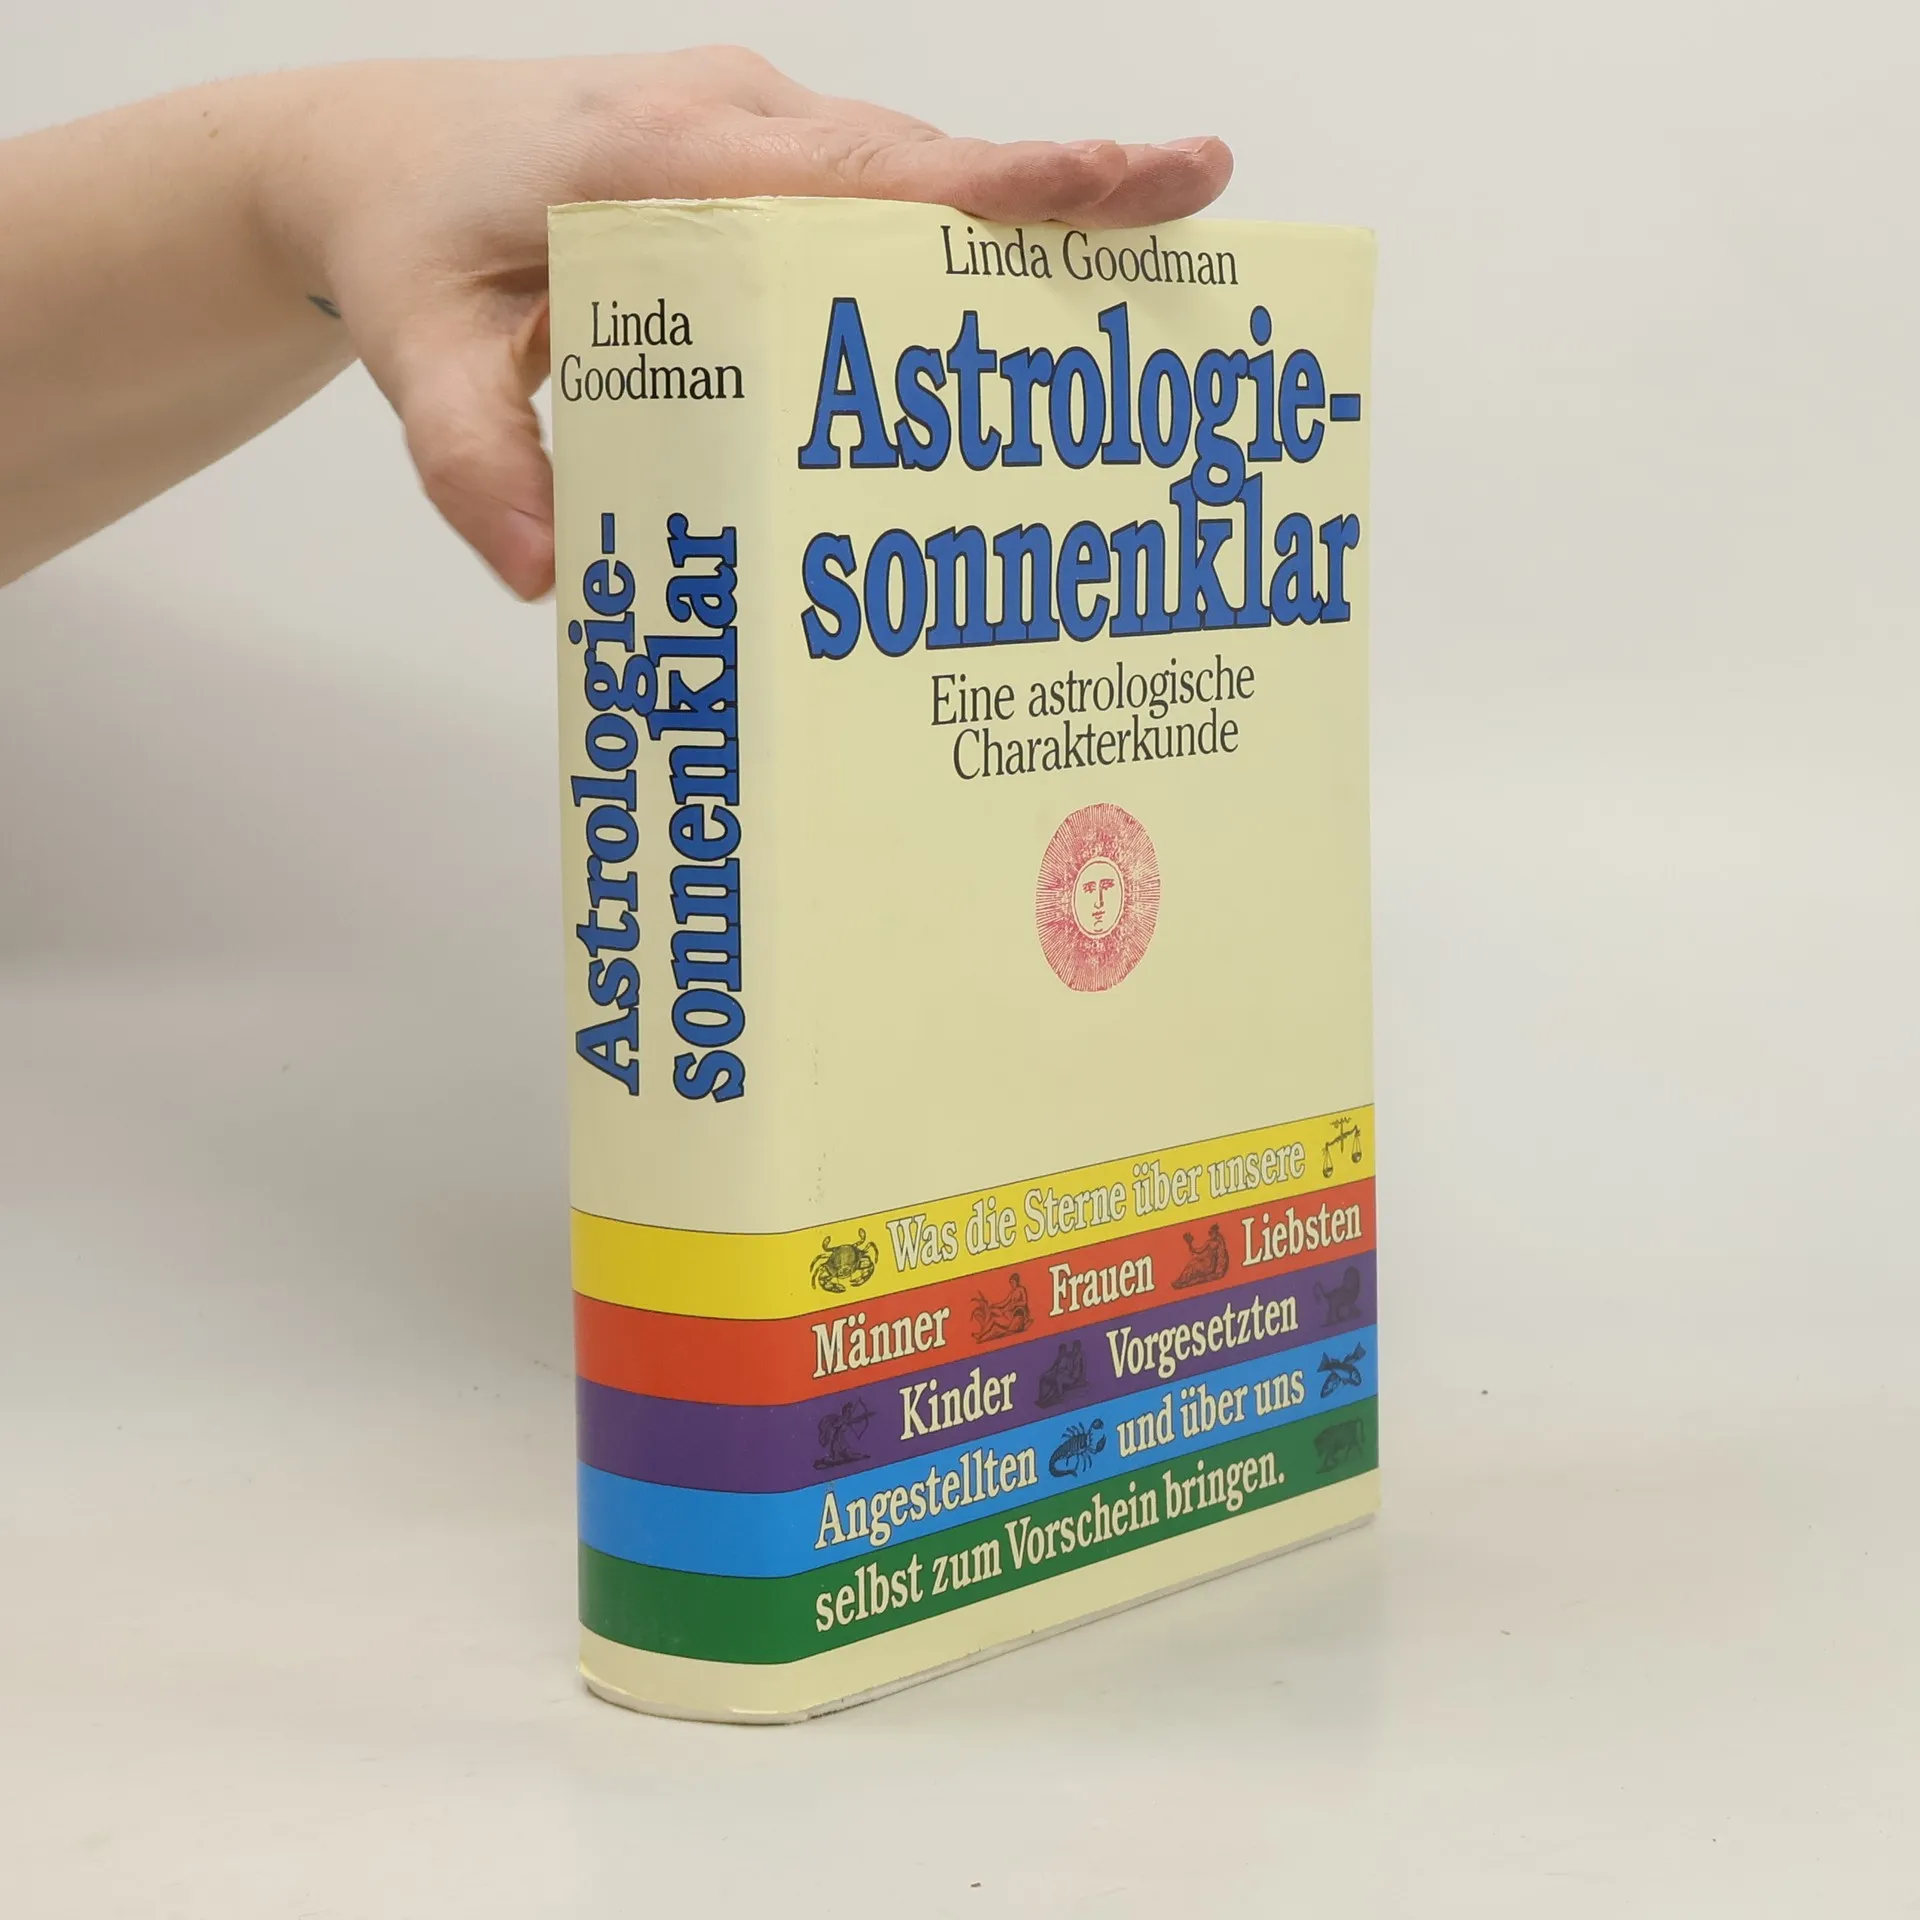 Linda
Goodman
Astrologie-
sonnenklar
Linda Goodman
Astrologie-
sonnenklar
Eine astrologische
Charakterkunde
Was die Sterne über unsere
Männer Frauen Liebsten
Kinder Vorgesetzten
Angestellten und über uns
selbst zum Vorschein bringen.